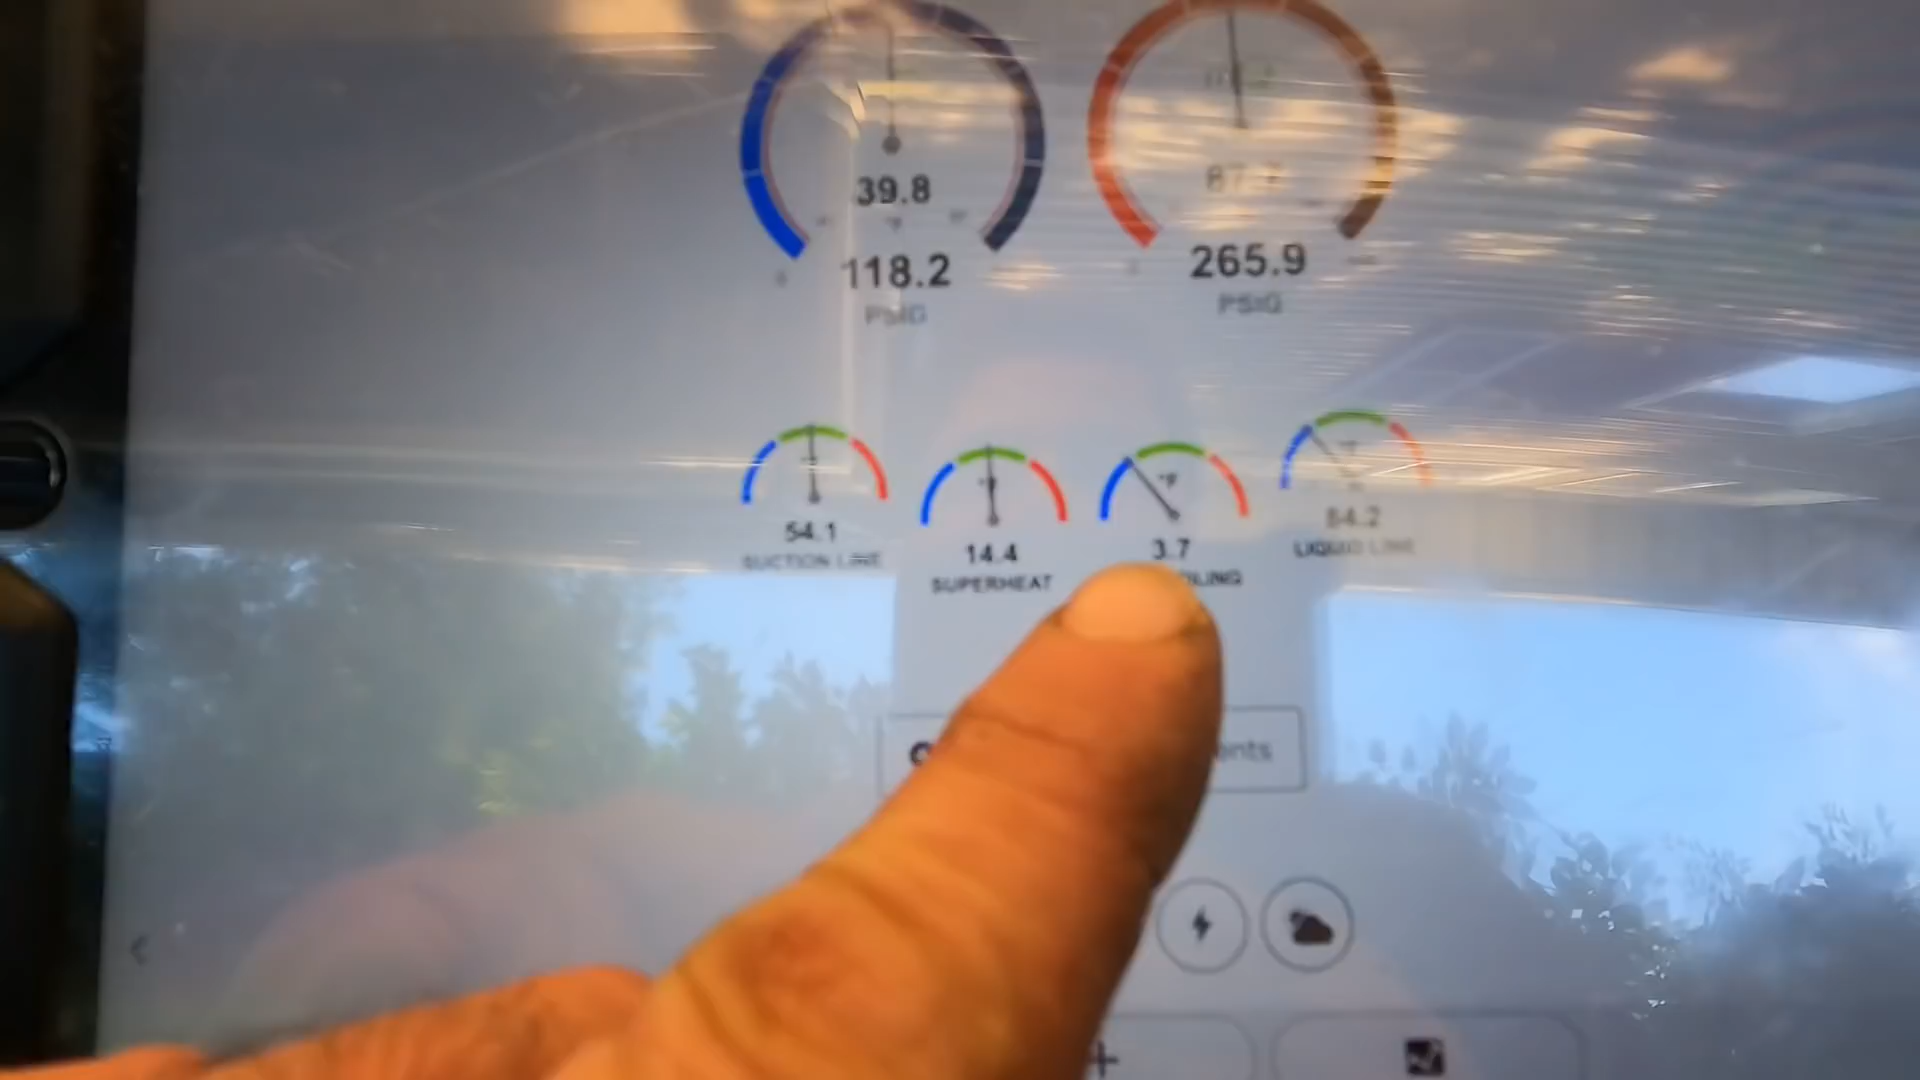 39.8
°F
118.2
PSIG
265.9
PSIG
54.1
SUCTION LINE
14.4
SUPERHEAT
°F
3.7
84.2
LIQUID LINE